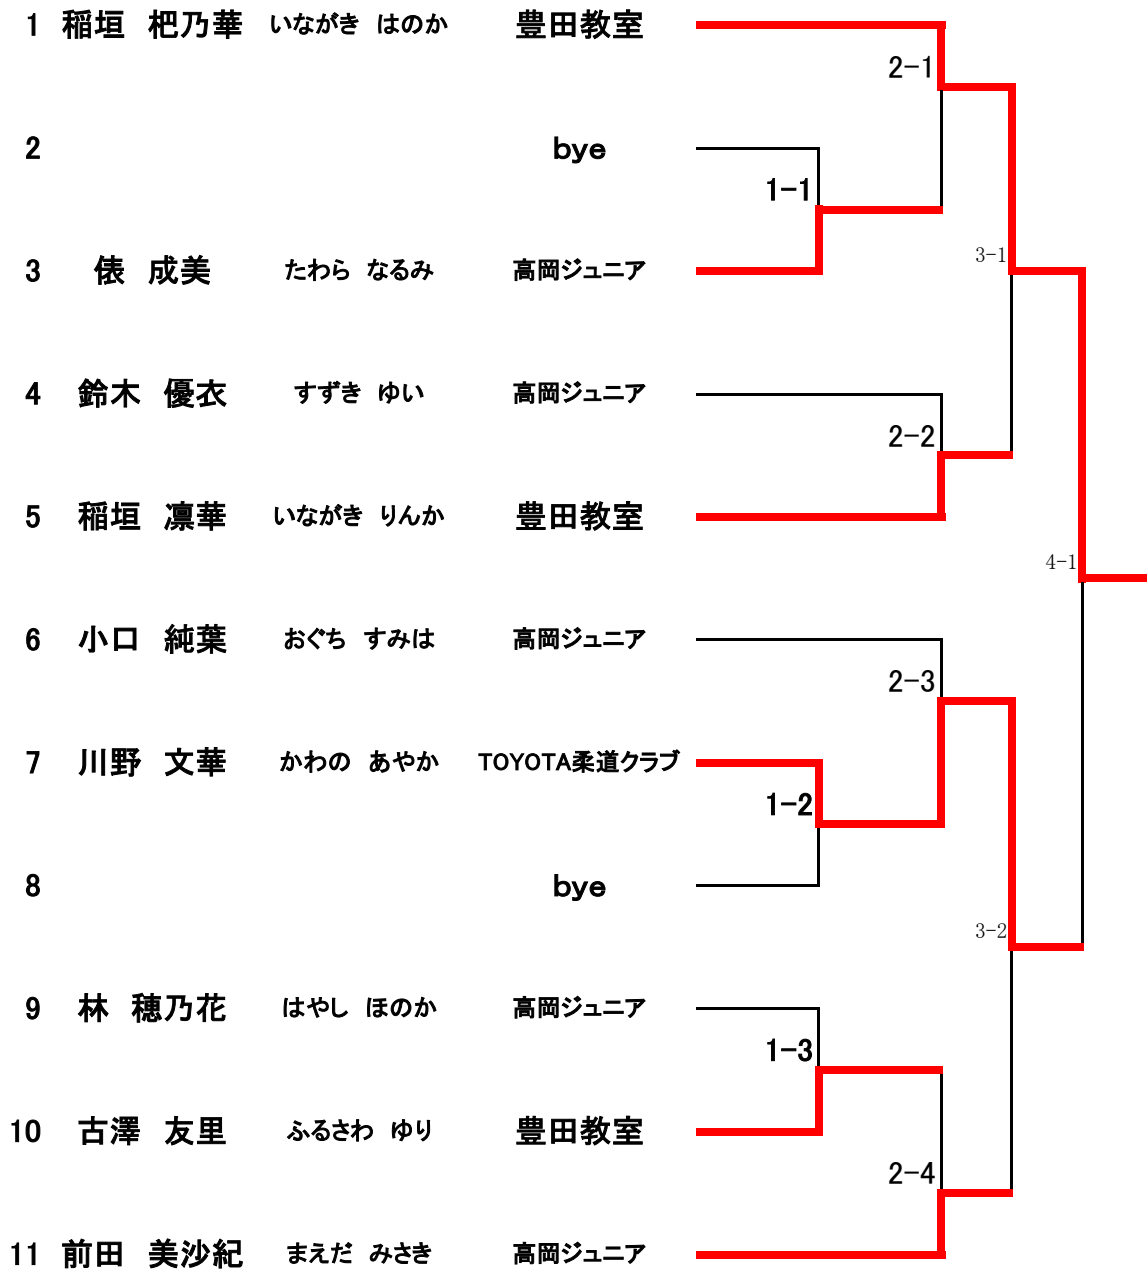 1 稲垣 杷乃華 いながき はのか 豊田教室
2-1
2 bye
1-1
3 俵 成美 たわら なるみ 高岡ジュニア
3-1
4 鈴木 優衣 すずき ゆい 高岡ジュニア
2-2
5 稲垣 凛華 いながき りんか 豊田教室
4-1
6 小口 純葉 おぐち すみは 高岡ジュニア
2-3
7 川野 文華 かわの あやか TOYOTA柔道クラブ
1-2
8 bye
3-2
9 林 穂乃花 はやし ほのか 高岡ジュニア
1-3
10 古澤 友里 ふるさわ ゆり 豊田教室
2-4
11 前田 美沙紀 まえだ みさき 高岡ジュニア